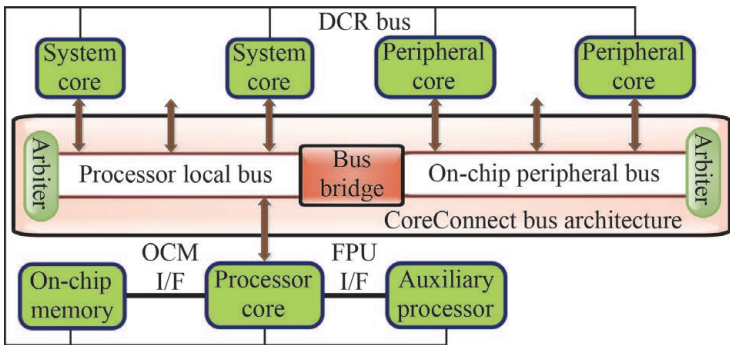 DCR bus
System
core
System
core
Peripheral
core
Peripheral
core
Arbiter
Processor local bus
Bus
bridge
On-chip peripheral bus
Arbiter
CoreConnect bus architecture
OCM
I/F
FPU
I/F
On-chip
memory
Processor
core
Auxiliary
processor